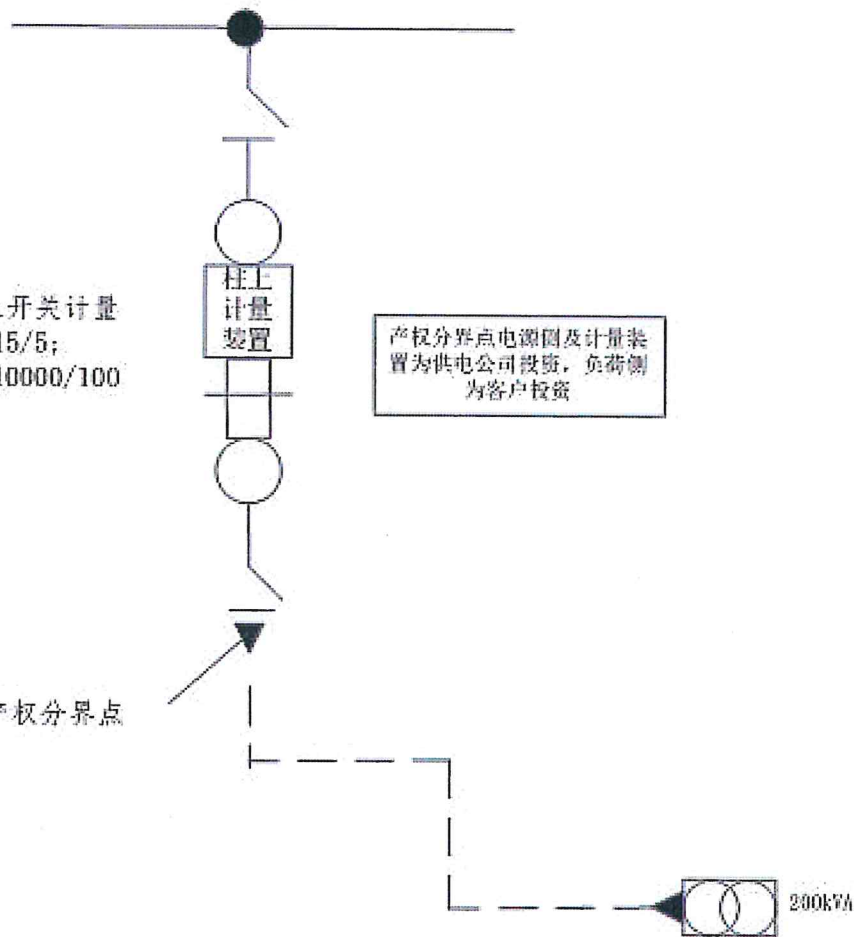 开关计量
15/5;
10000/100
柱上
计量
装置
产权分界点电源侧及计量装
置为供电公司投资，负荷侧
为客户投资
权分界点
200kVA